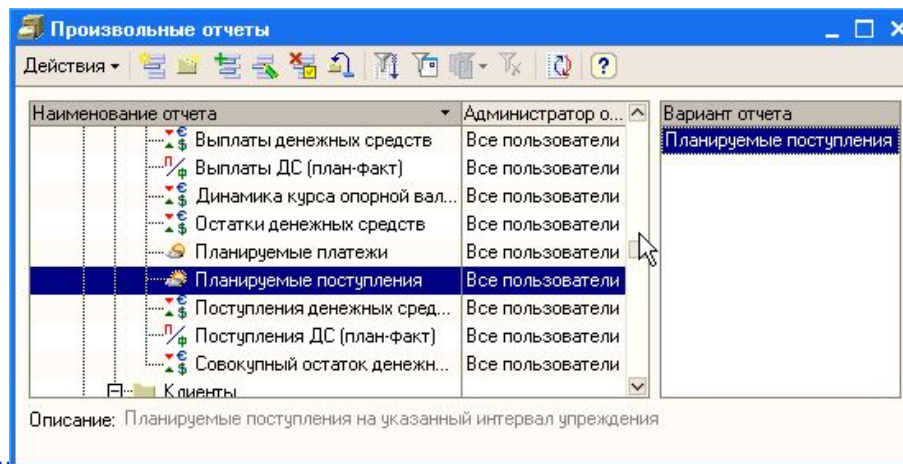 Произвольные отчеты
Действия
Наименование отчета Администратор о... Вариант отчета
Выплаты денежных средств Все пользователи Планируемые поступления
Выплаты ДС (план-факт) Все пользователи
Динамика курса опорной вал... Все пользователи
Остатки денежных средств Все пользователи
Планируемые платежи Все пользователи
Планируемые поступления Все пользователи
Поступления денежных сред... Все пользователи
Поступления ДС (план-факт) Все пользователи
Совокупный остаток денежн... Все пользователи
Клиенты
Описание: Планируемые поступления на указанный интервал упреждения